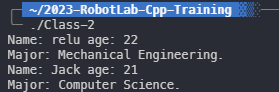 ~/2023-RobotLab-Cpp-Training
./Class-2
Name: relu age: 22
Major: Mechanical Engineering.
Name: Jack age: 21
Major: Computer Science.